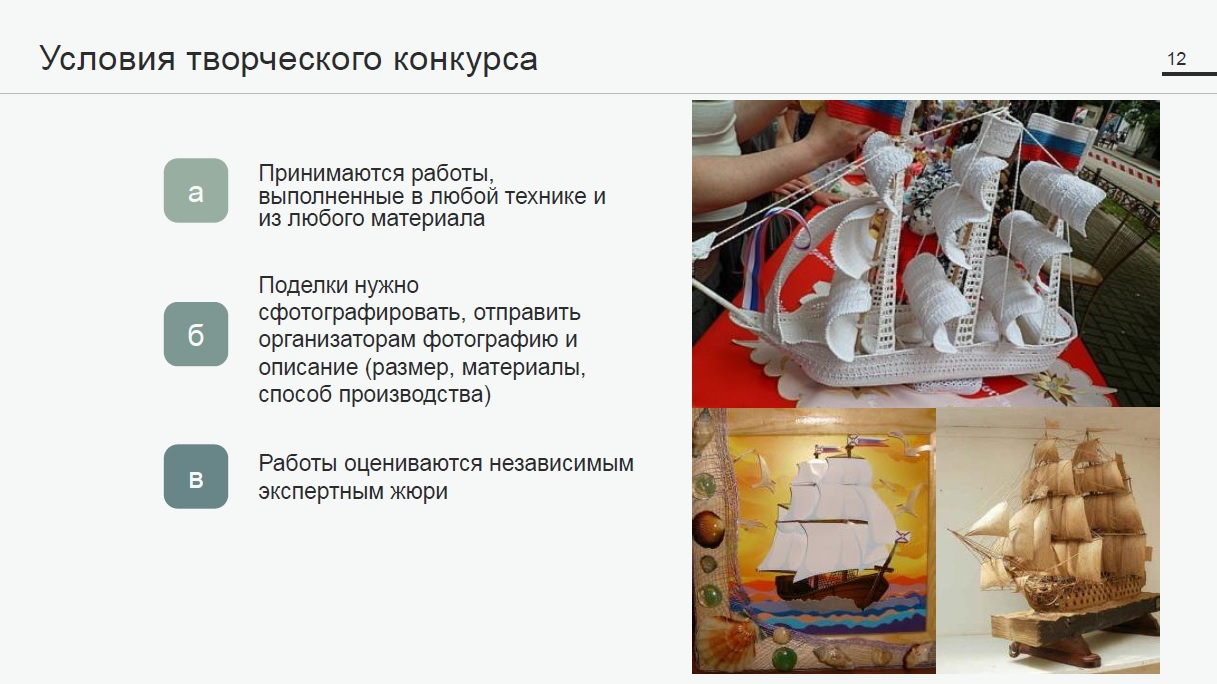 Условия творческого конкурса
12
а
Принимаются работы,
выполненные в любой технике и
из любого материала
б
Поделки нужно
сфотографировать, отправить
организаторам фотографию и
описание (размер, материалы,
способ производства)
в
Работы оцениваются независимым
экспертным жюри